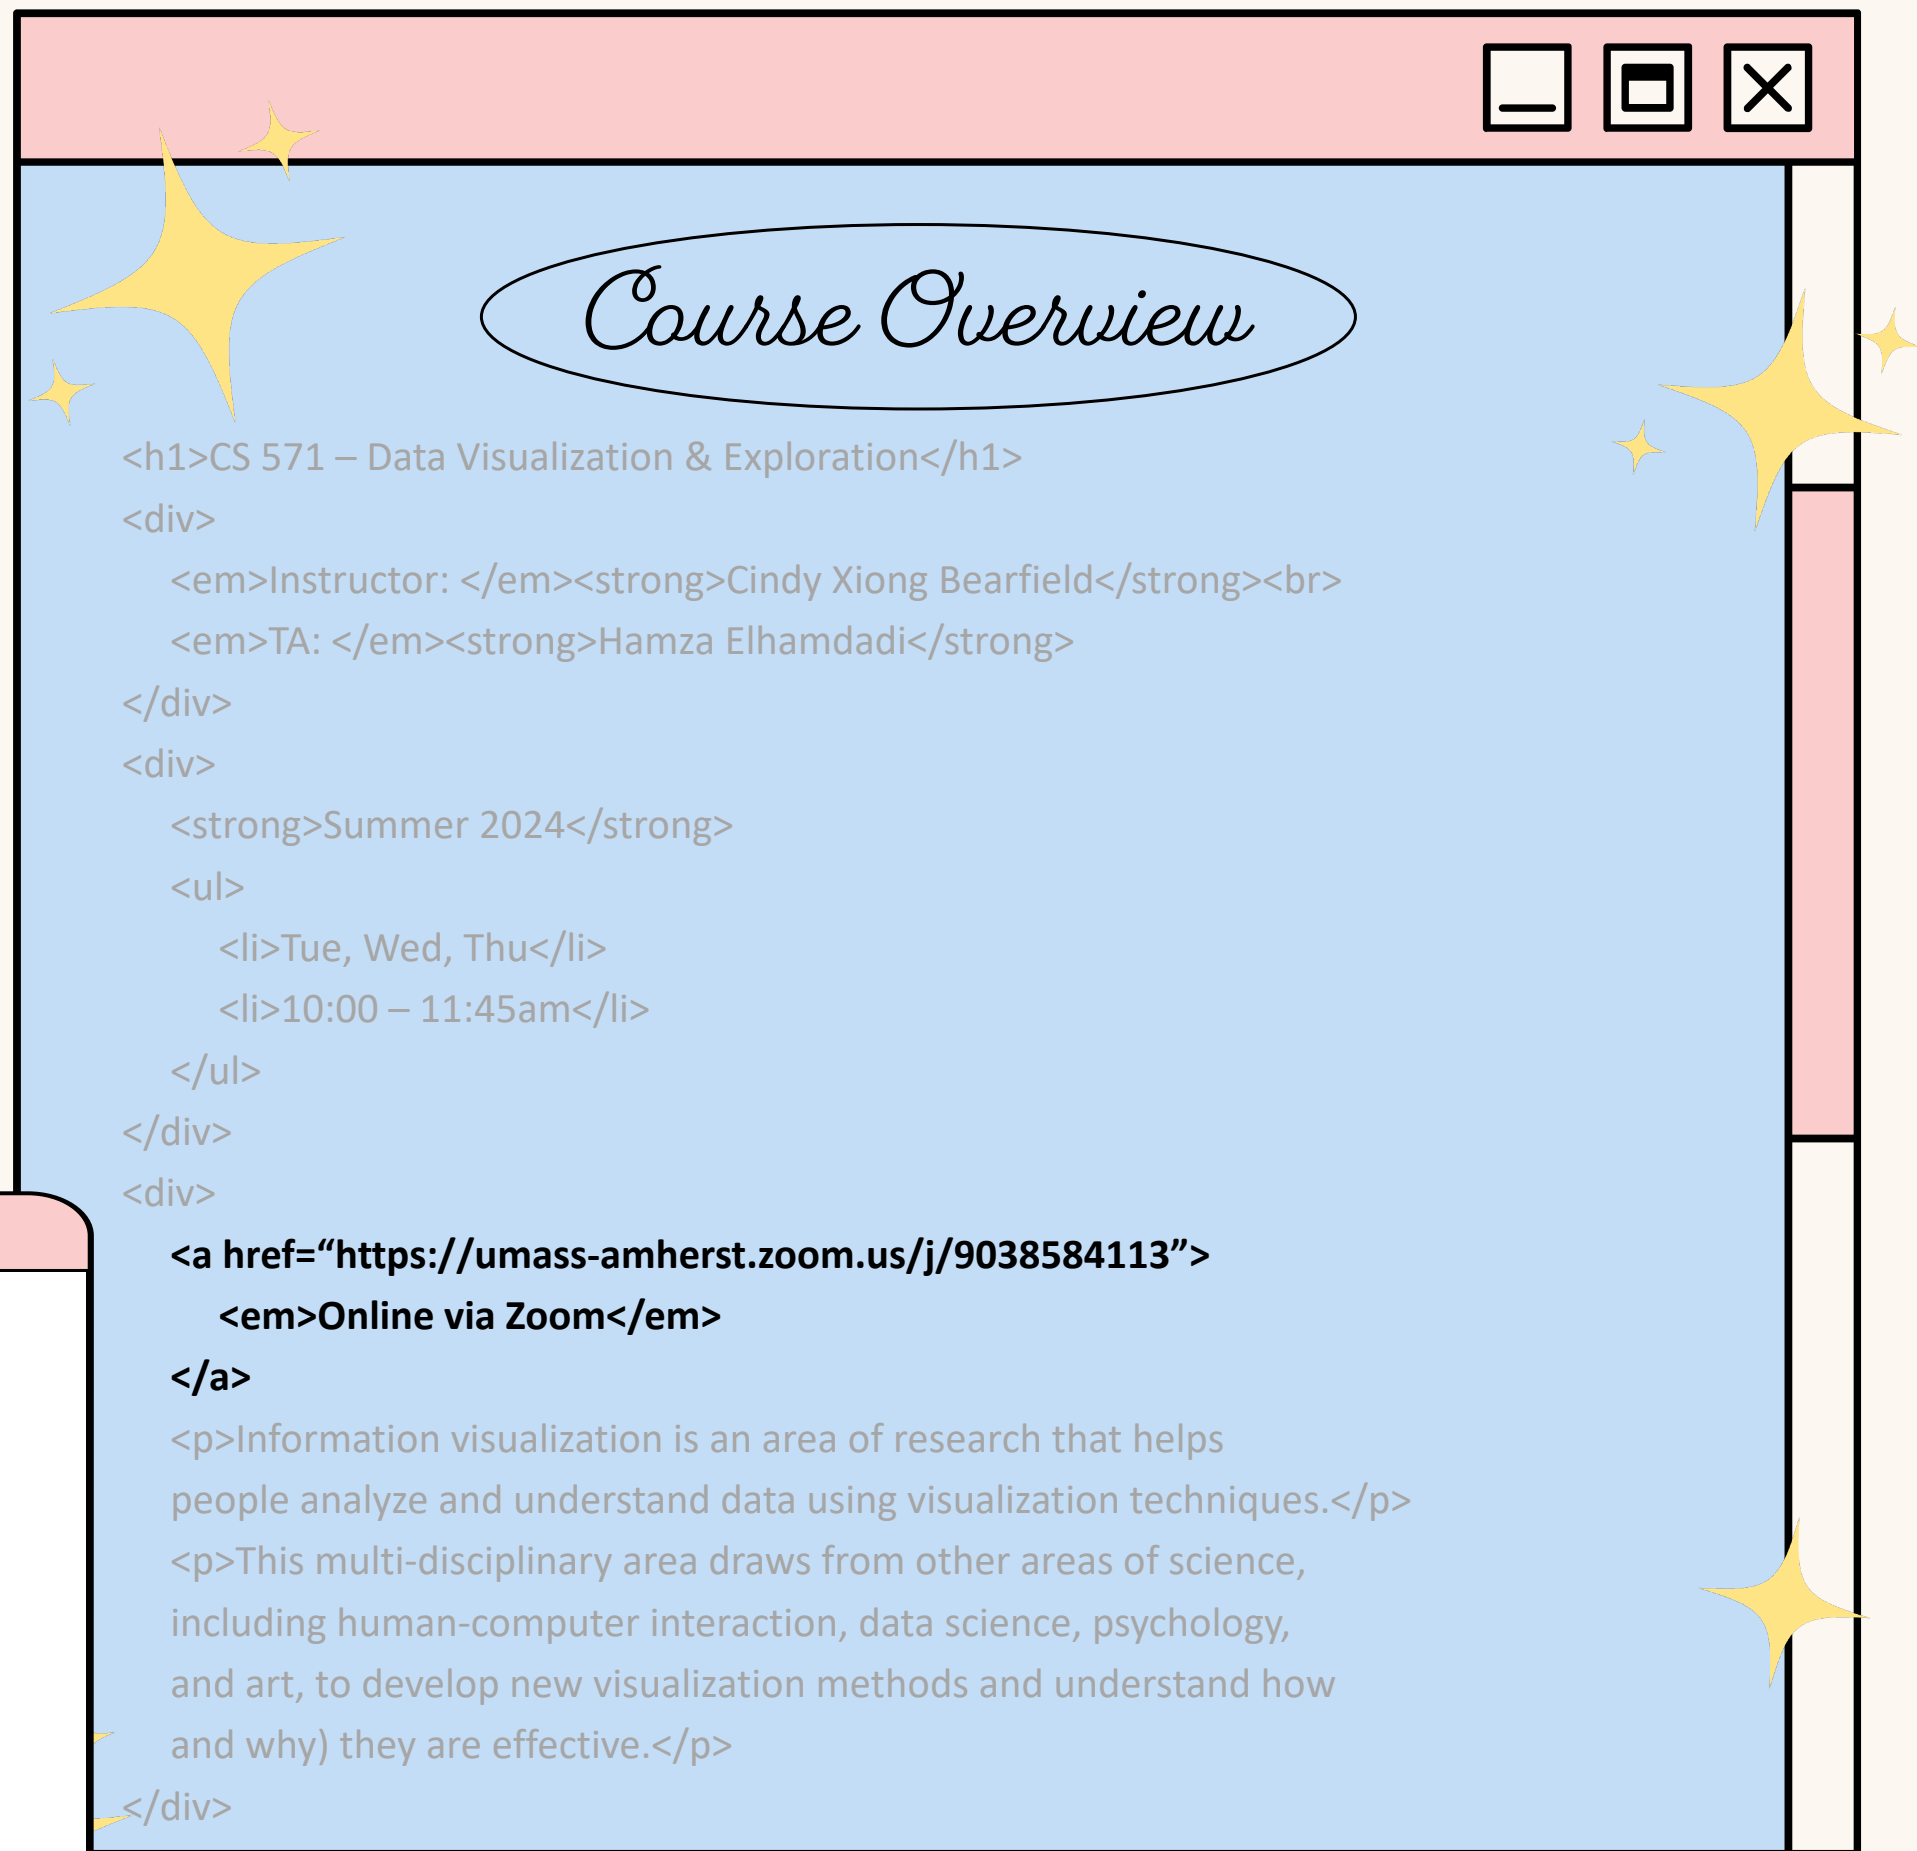 Course Overview
<h1>CS 571 – Data Visualization & Exploration</h1>
<div>
<em>Instructor: </em><strong>Cindy Xiong Bearfield</strong><br>
<em>TA: </em><strong>Hamza Elhamdadi</strong>
</div>
<div>
<strong>Summer 2024</strong>
<ul>
<li>Tue, Wed, Thu</li>
<li>10:00 – 11:45am</li>
</ul>
</div>
<div>
<a href=“https://umass-amherst.zoom.us/j/9038584113”>
<em>Online via Zoom</em>
</a>
<p>Information visualization is an area of research that helps
people analyze and understand data using visualization techniques.</p>
<p>This multi-disciplinary area draws from other areas of science,
including human-computer interaction, data science, psychology,
and art, to develop new visualization methods and understand how
and why) they are effective.</p>
</div>